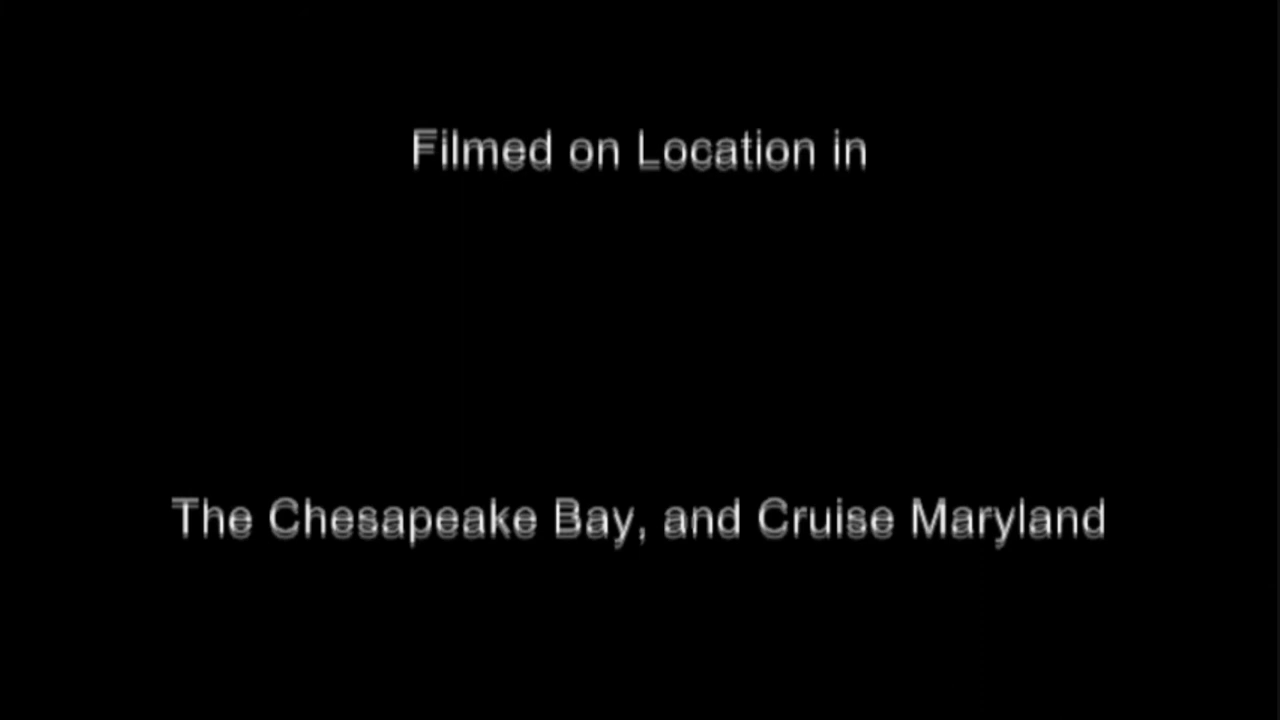 Filmed on Location in
The Chesapeake Bay, and Cruise Maryland